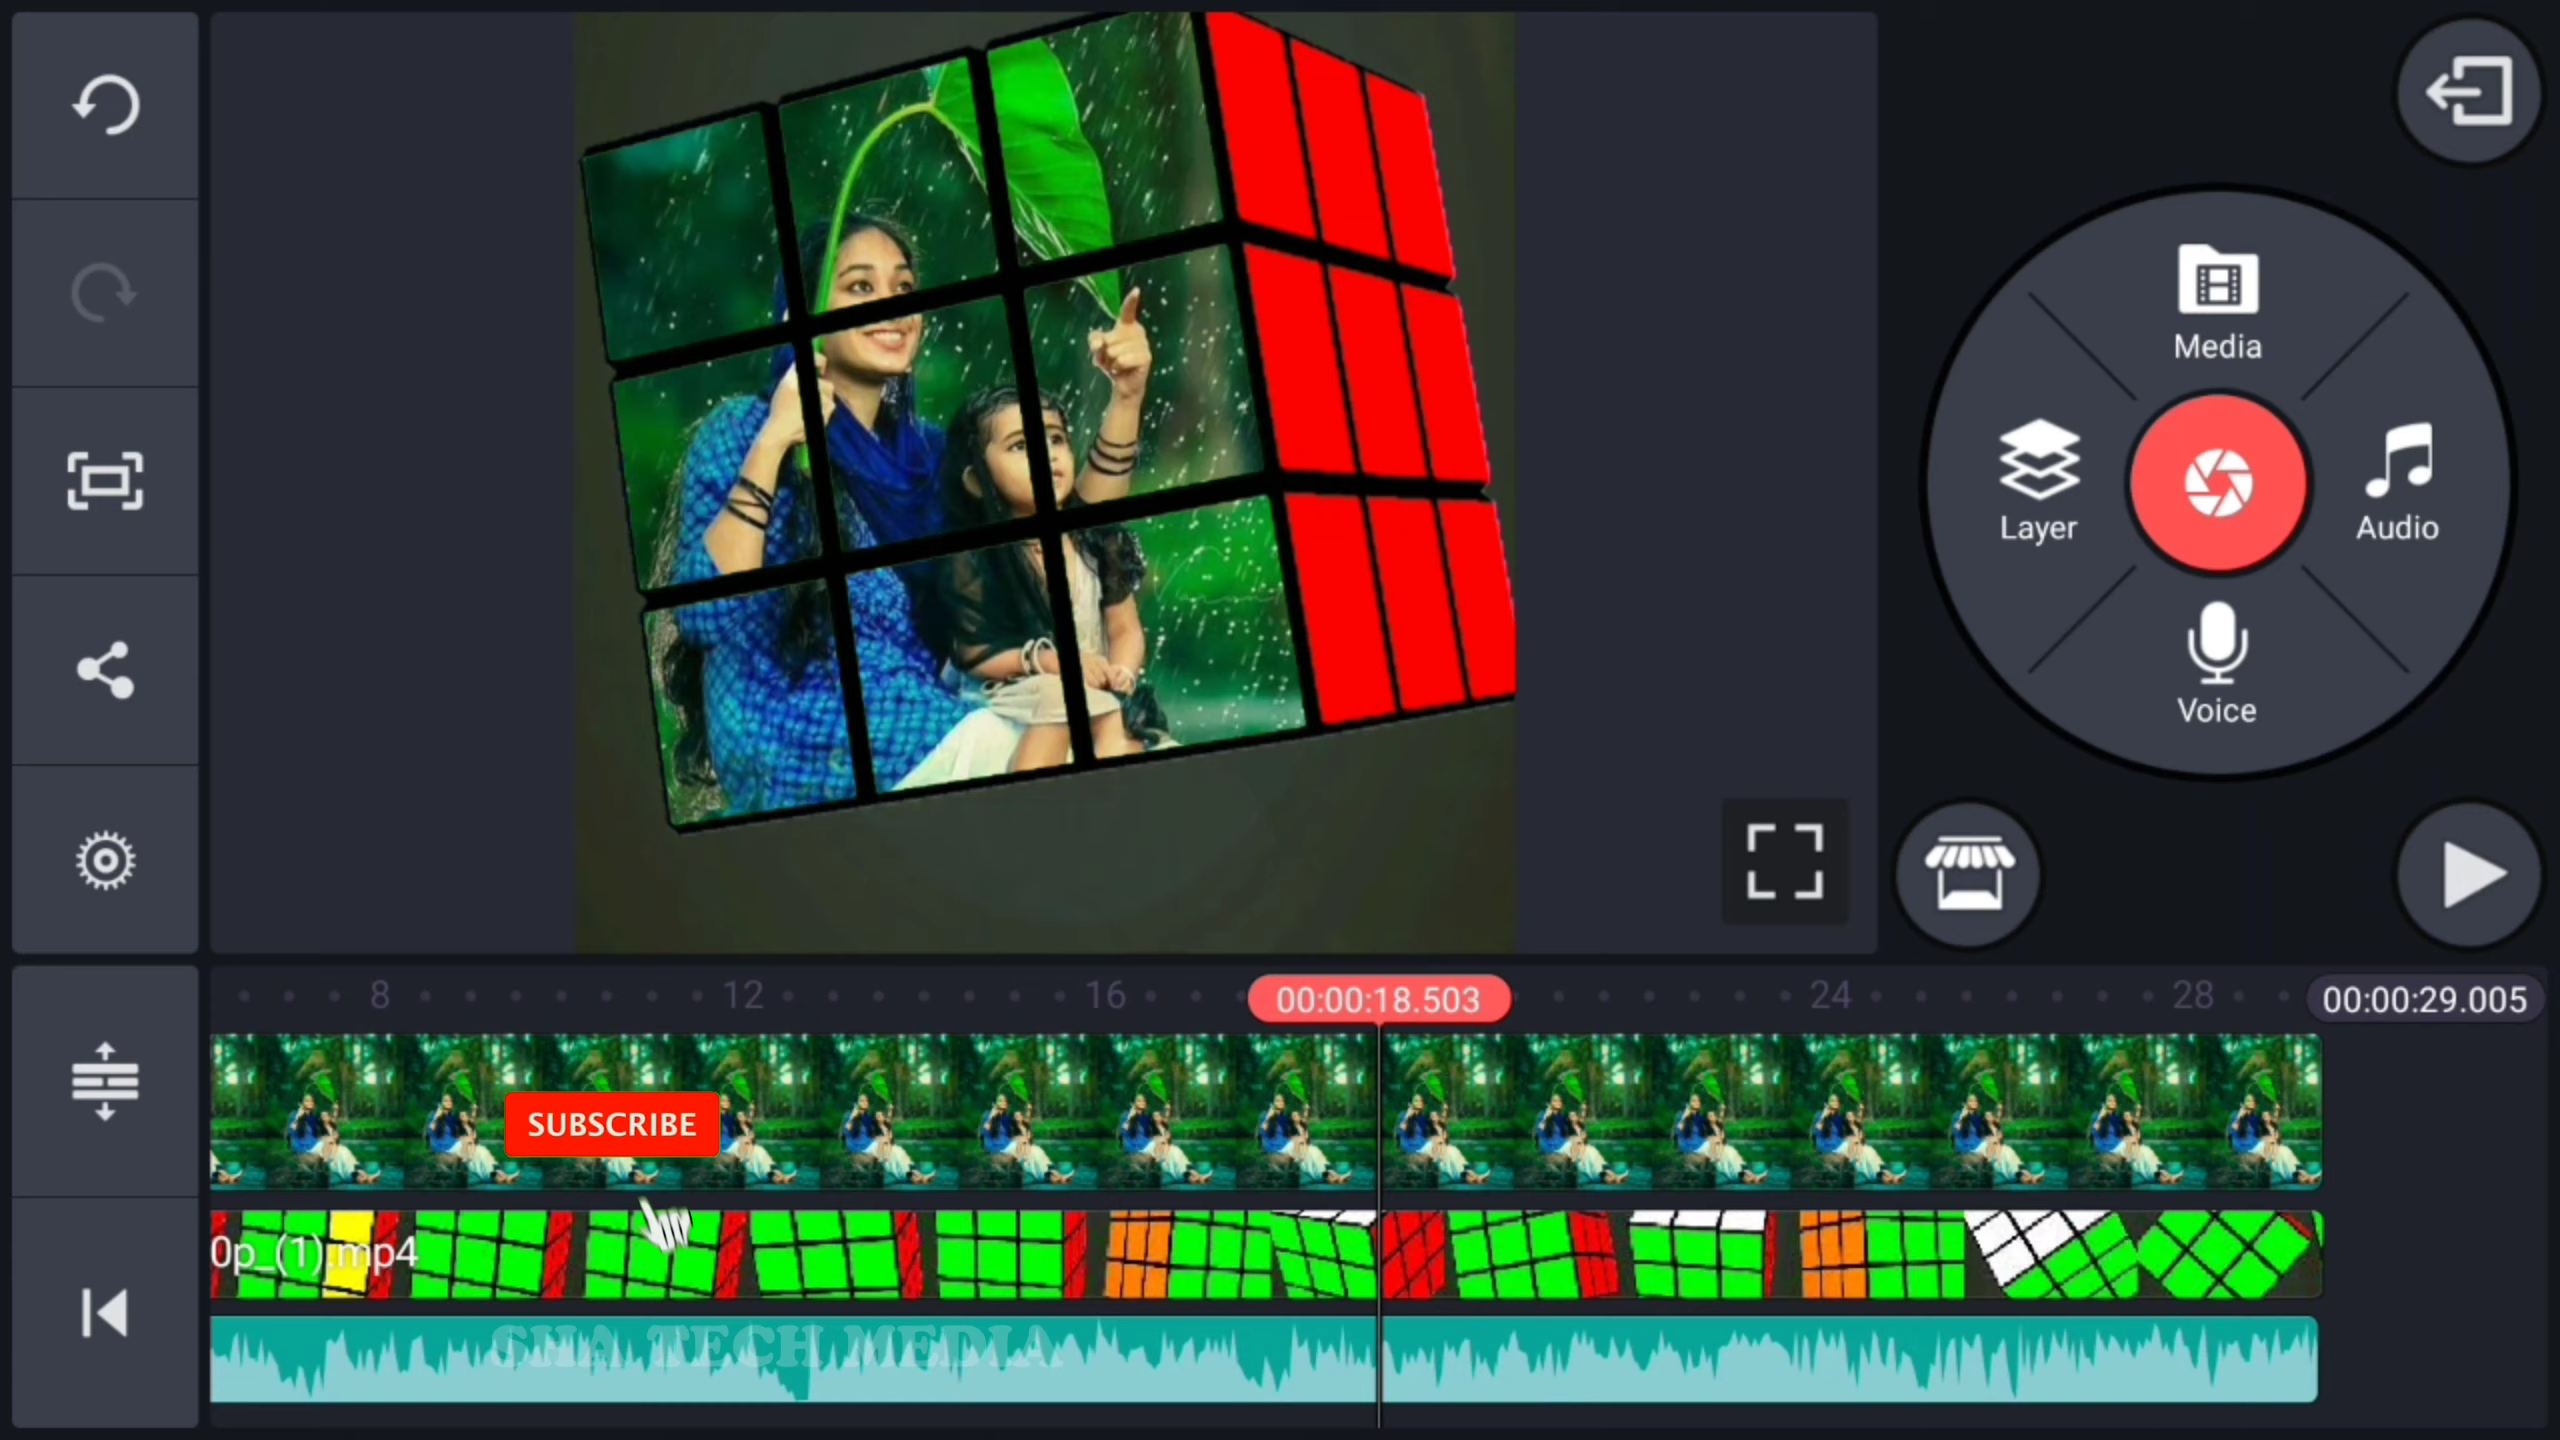 Media
Layer
Audio
Voice
8
12
16
00:00:18.503
24
28
00:00:29.005
SUBSCRIBE
0p_(1).mp4
SHA TECH MEDIA